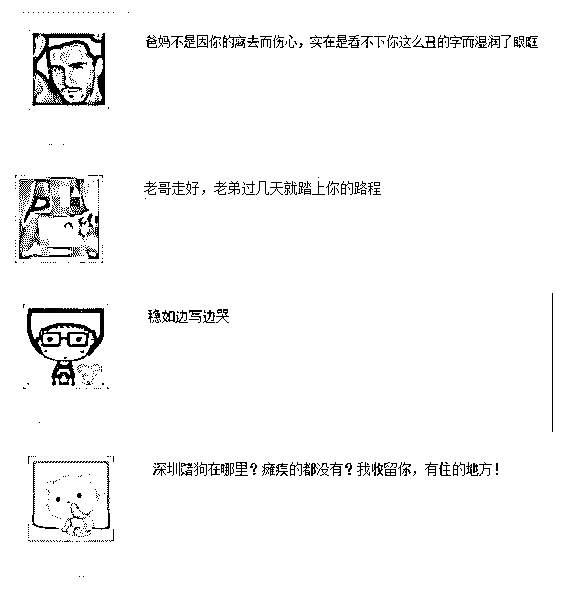 爸妈不是因你的离去而伤心，实在是看不下你这么丑的字而湿润了眼眶
老哥走好，老弟过几天就踏上你的路程
稳如边写边哭
深圳赌狗在哪里？瘫痪的都没有？我收留你，有住的地方！